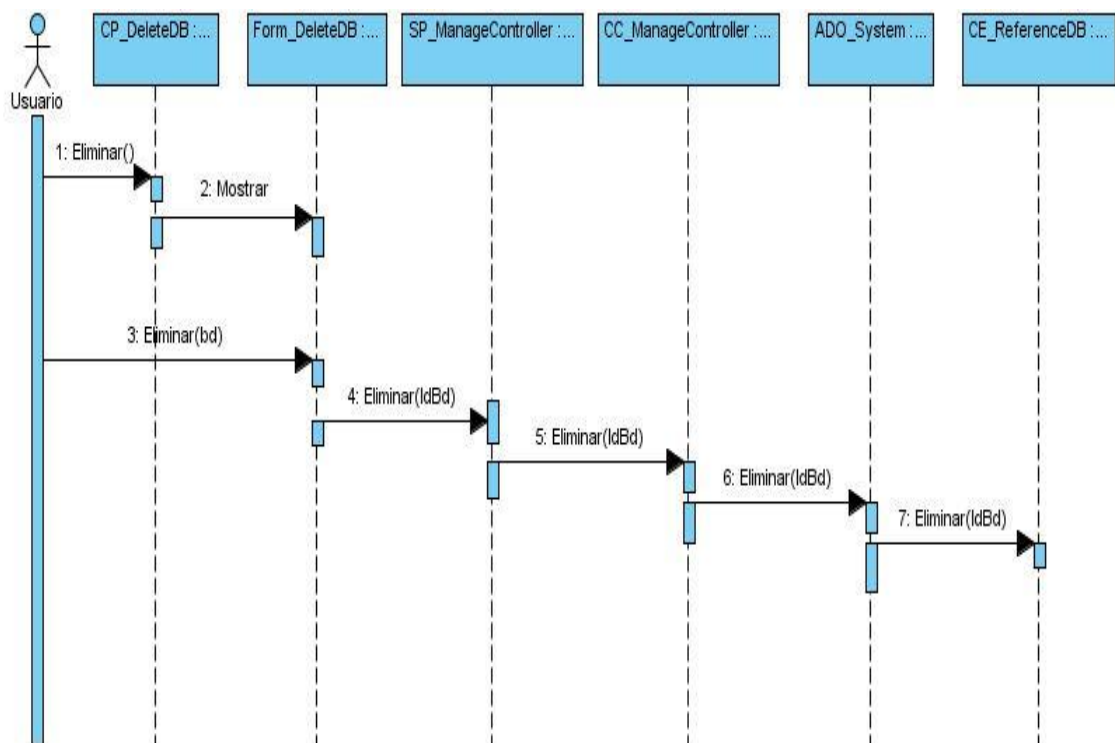 CP_DeleteDB :...
Form_DeleteDB :...
SP_ManageController :...
CC_ManageController :...
ADO_System :...
CE_ReferenceDB :...
Usuario
1: Eliminar()
2: Mostrar
3: Eliminar(bd)
4: Eliminar(IdBd)
5: Eliminar(IdBd)
6: Eliminar(IdBd)
7: Eliminar(IdBd)